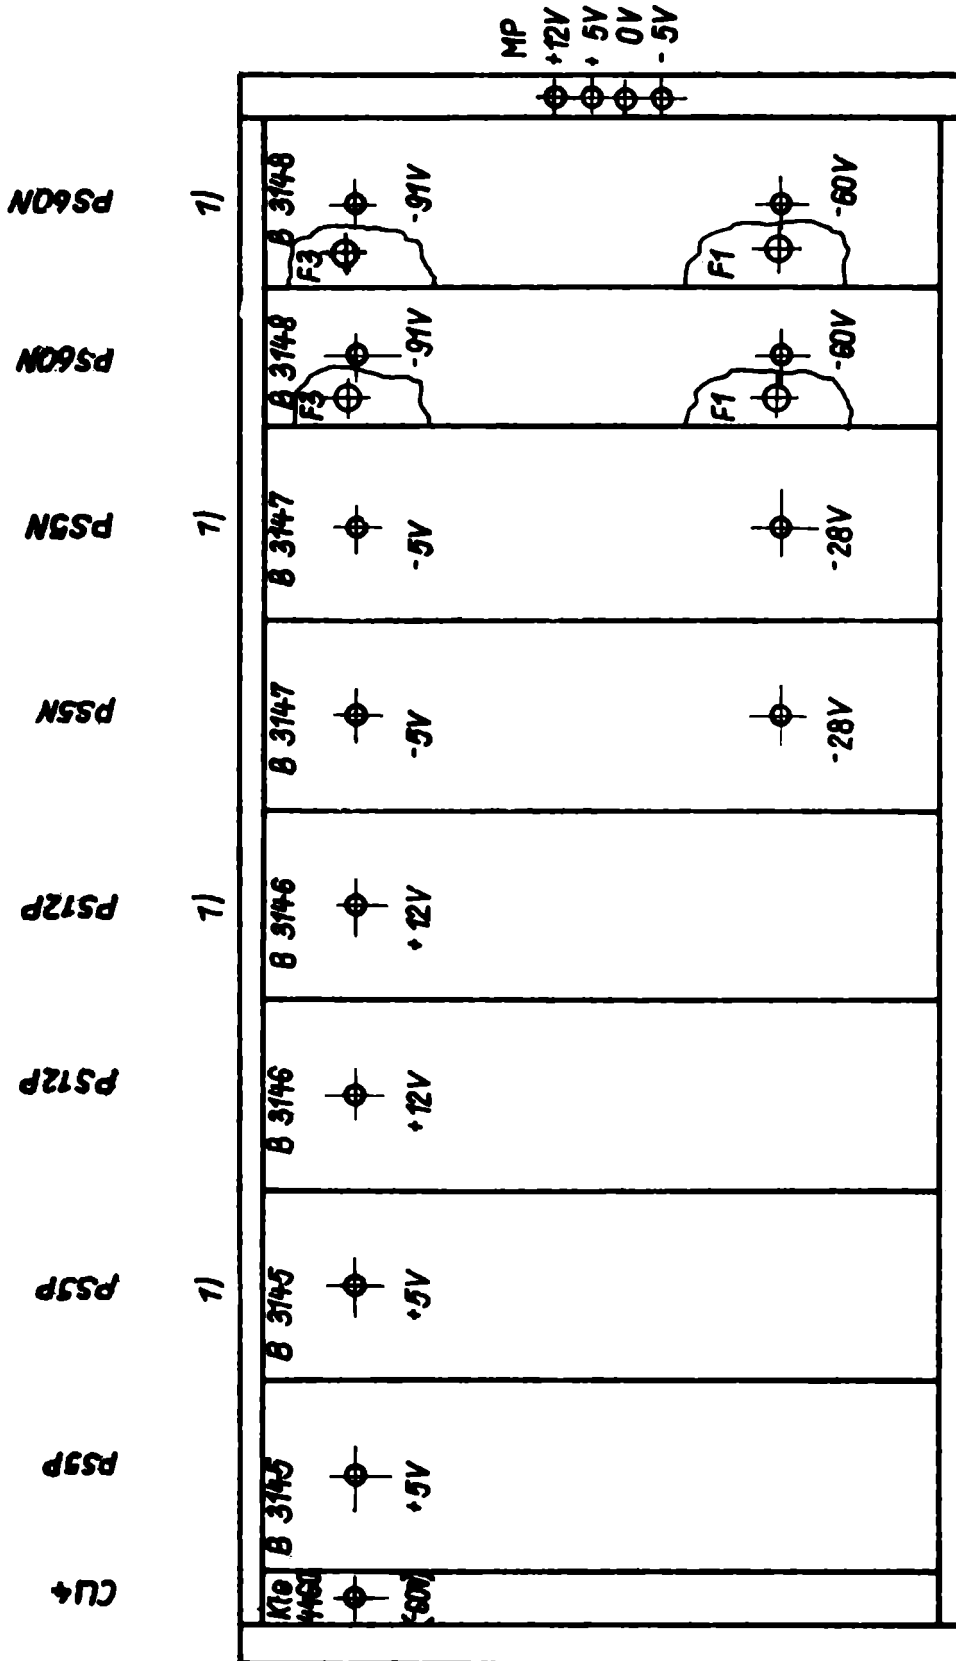 MP
+12V
+5V
0V
-5V
PS60N
1)
B 3148
-91V
F3
-60V
F1
PS60N
B 3148
-91V
F3
-60V
F1
PS5N
1)
B 3147
-5V
-28V
PS5N
B 3147
-5V
-28V
PS12P
1)
B 3146
+12V
PS12P
B 3146
+12V
PS5P
1)
B 3145
+5V
PS5P
B 3145
+5V
CU4
Kte